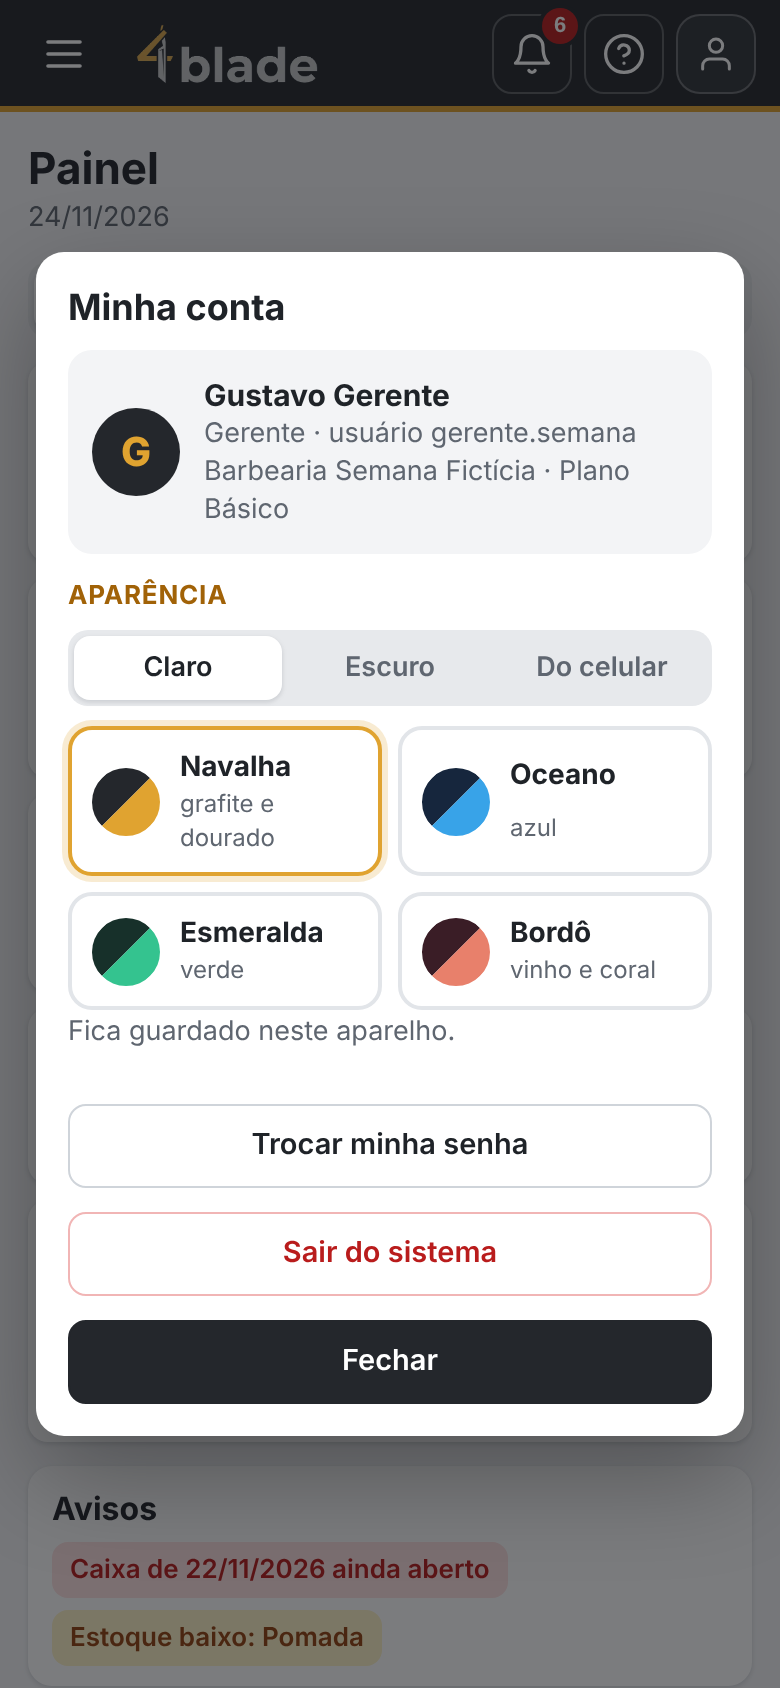 4blade
6
Painel
24/11/2026
Minha conta
G
Gustavo Gerente
Gerente · usuário gerente.semana
Barbearia Semana Fictícia · Plano
Básico
APARÊNCIA
Claro
Escuro
Do celular
Navalha
grafite e
dourado
Oceano
azul
Esmeralda
verde
Bordô
vinho e coral
Fica guardado neste aparelho.
Trocar minha senha
Sair do sistema
Fechar
Avisos
Caixa de 22/11/2026 ainda aberto
Estoque baixo: Pomada